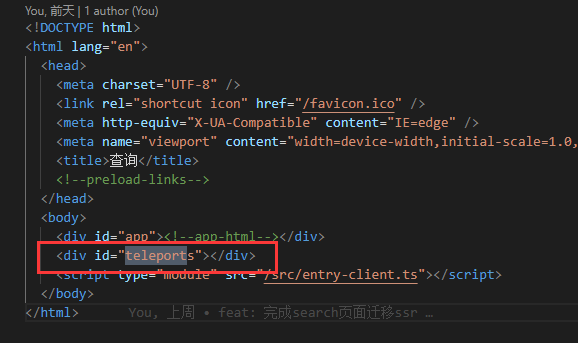 You, 前天 | 1 author (You)
<!DOCTYPE html>
<html lang="en">
<head>
<meta charset="UTF-8" />
<link rel="shortcut icon" href="/favicon.ico" />
<meta http-equiv="X-UA-Compatible" content="IE=edge" />
<meta name="viewport" content="width=device-width,initial-scale=1.0,
<title>查询</title>
<!--preload-links-->
</head>
<body>
<div id="app"><!--app-html--></div>
<div id="teleports"></div>
<script type="module" src="/src/entry-client.ts"></script>
</body>
</html> You, 上周 • feat: 完成search页面迁移ssr …